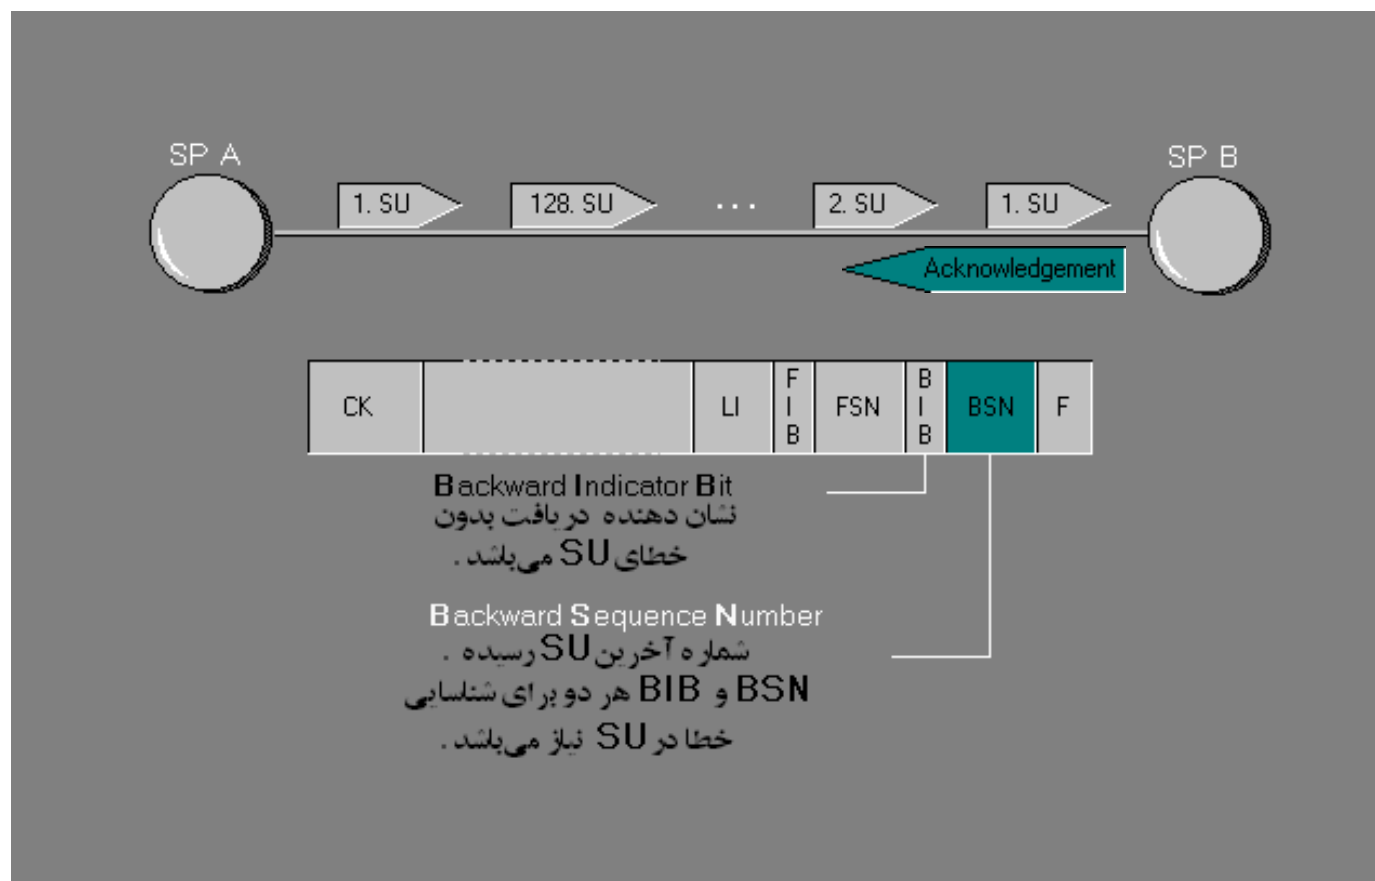 SP A
SP B
1. SU
128. SU
...
2. SU
1. SU
Acknowledgement
CK
LI
FIB
FSN
BIB
BSN
F
Backward Indicator Bit
نشان دهنده دریافت بدون
خطای SU می‌باشد .
Backward Sequence Number
شماره آخرین SU رسیده .
BSN و BIB هر دو برای شناسایی
خطا در SU نیاز می‌باشد .